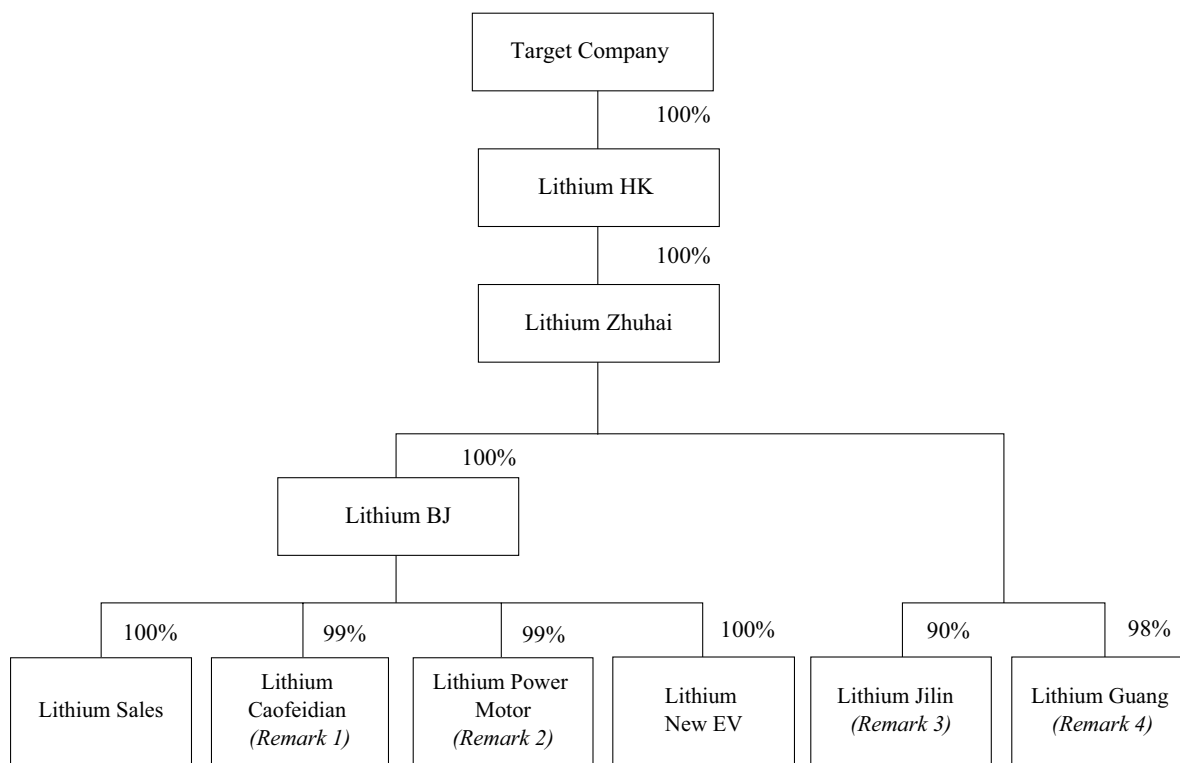 Target Company
100%
Lithium HK
100%
Lithium Zhuhai
100%
Lithium BJ
100%
99%
99%
100%
90%
98%
Lithium Sales
Lithium
Caofeidian
(Remark 1)
Lithium Power
Motor
(Remark 2)
Lithium
New EV
Lithium Jilin
(Remark 3)
Lithium Guang
(Remark 4)